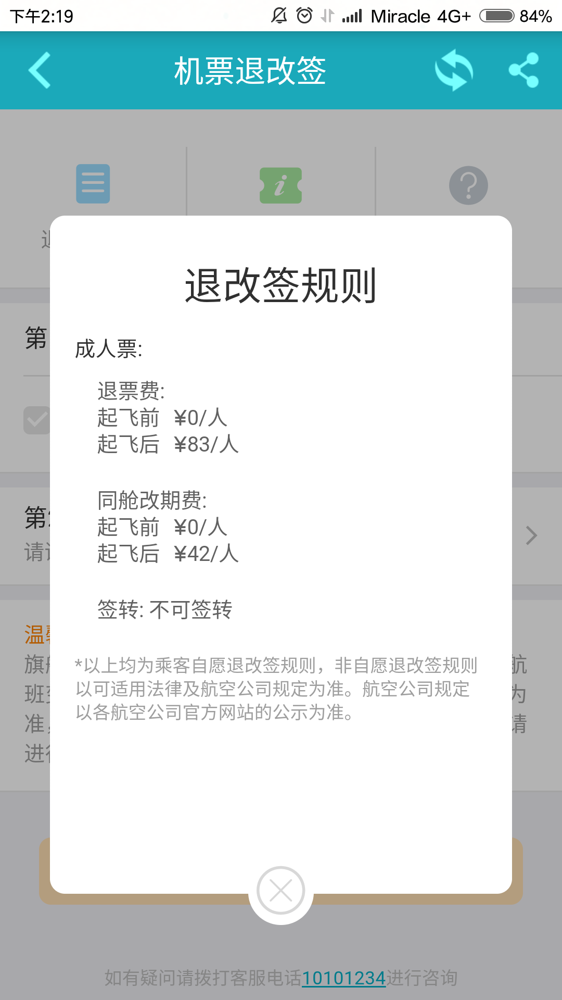 下午2:19
Miracle 4G+ 84%
机票退改签
退改签规则
第
成人票:
退票费:
起飞前 ¥0/人
起飞后 ¥83/人
同舱改期费:
第2
起飞前 ¥0/人
请
起飞后 ¥42/人
签转: 不可签转
温
旗
航
班
为
准,
请
进行
*以上均为乘客自愿退改签规则，非自愿退改签规则
以可适用法律及航空公司规定为准。航空公司规定
以各航空公司官方网站的公示为准。
如有疑问请拨打客服电话10101234进行咨询